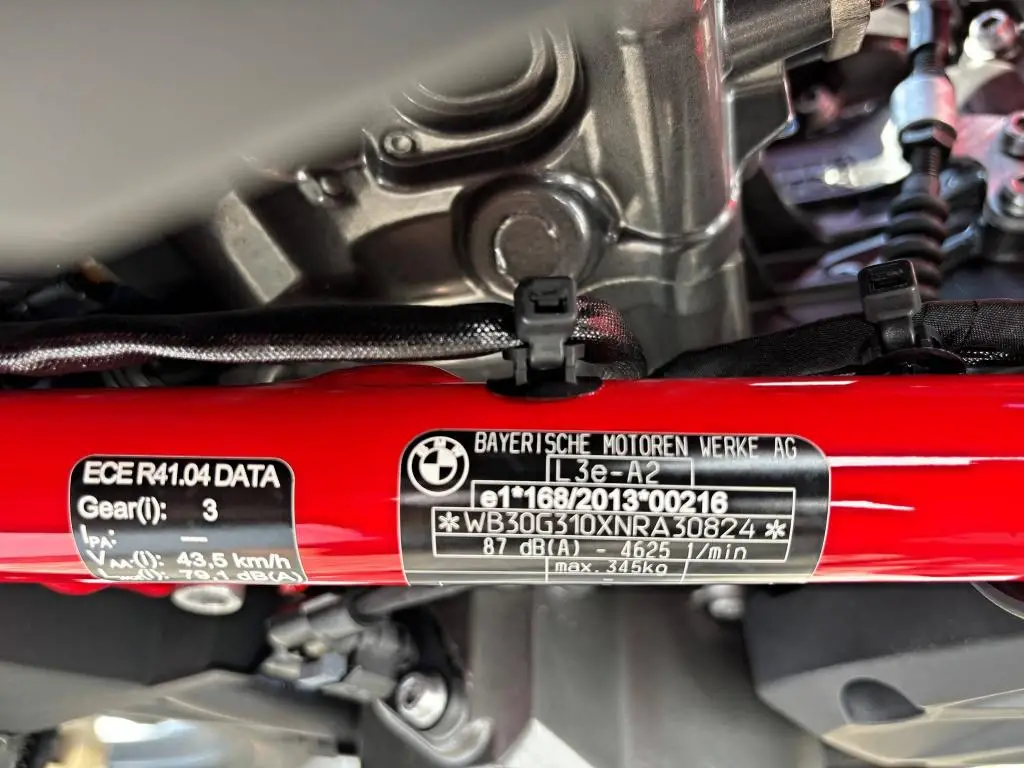 ECE R41.04 DATA
Gear(i): 3
IPA: —
VAA'(i): 43,5 km/h
79,1 dB(A)
BMW
BAYERISCHE MOTOREN WERKE AG
L3e-A2
e1*168/2013*00216
*WB30G310XNRA30824*
87 dB(A) - 4625 1/min
max. 345kg
-